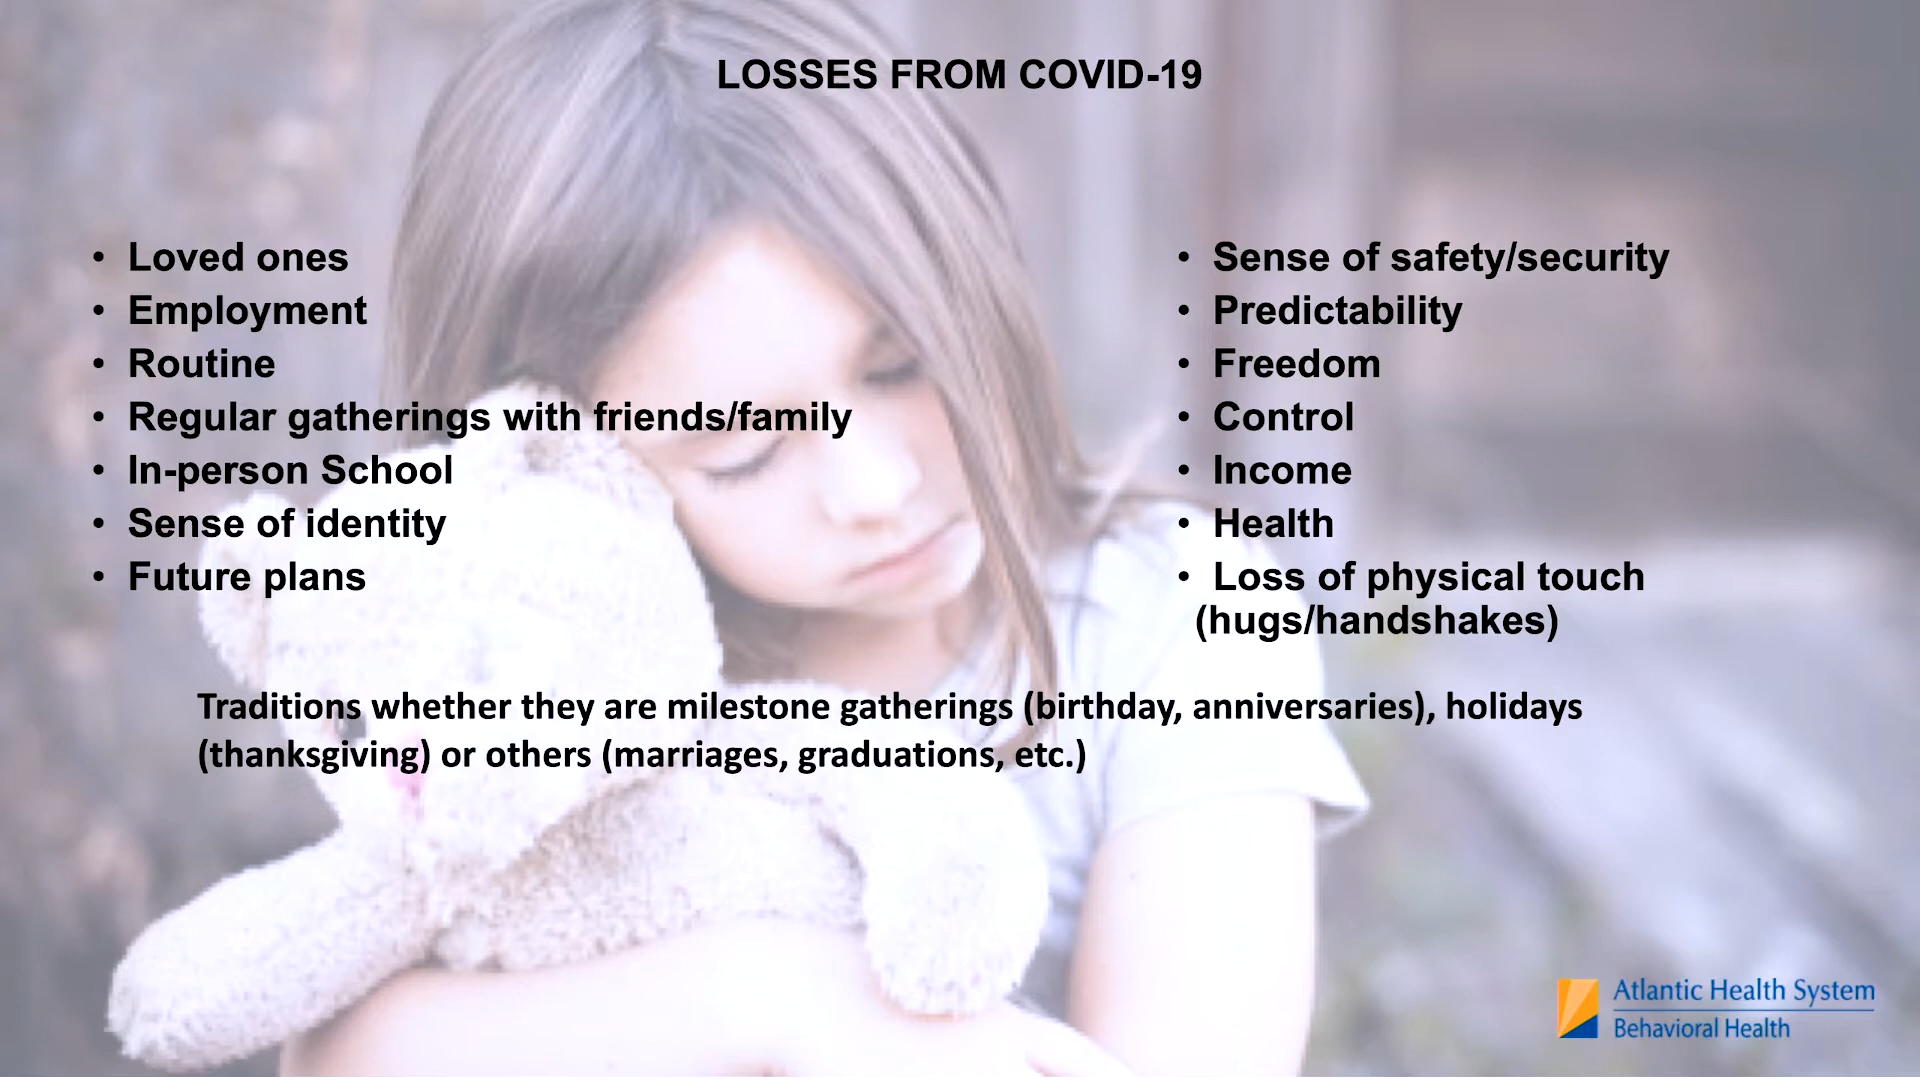 LOSSES FROM COVID-19
• Loved ones
• Employment
• Routine
• Regular gatherings with friends/family
• In-person School
• Sense of identity
• Future plans
• Sense of safety/security
• Predictability
• Freedom
• Control
• Income
• Health
• Loss of physical touch
(hugs/handshakes)
Traditions whether they are milestone gatherings (birthday, anniversaries), holidays
(thanksgiving) or others (marriages, graduations, etc.)
Atlantic Health System
Behavioral Health